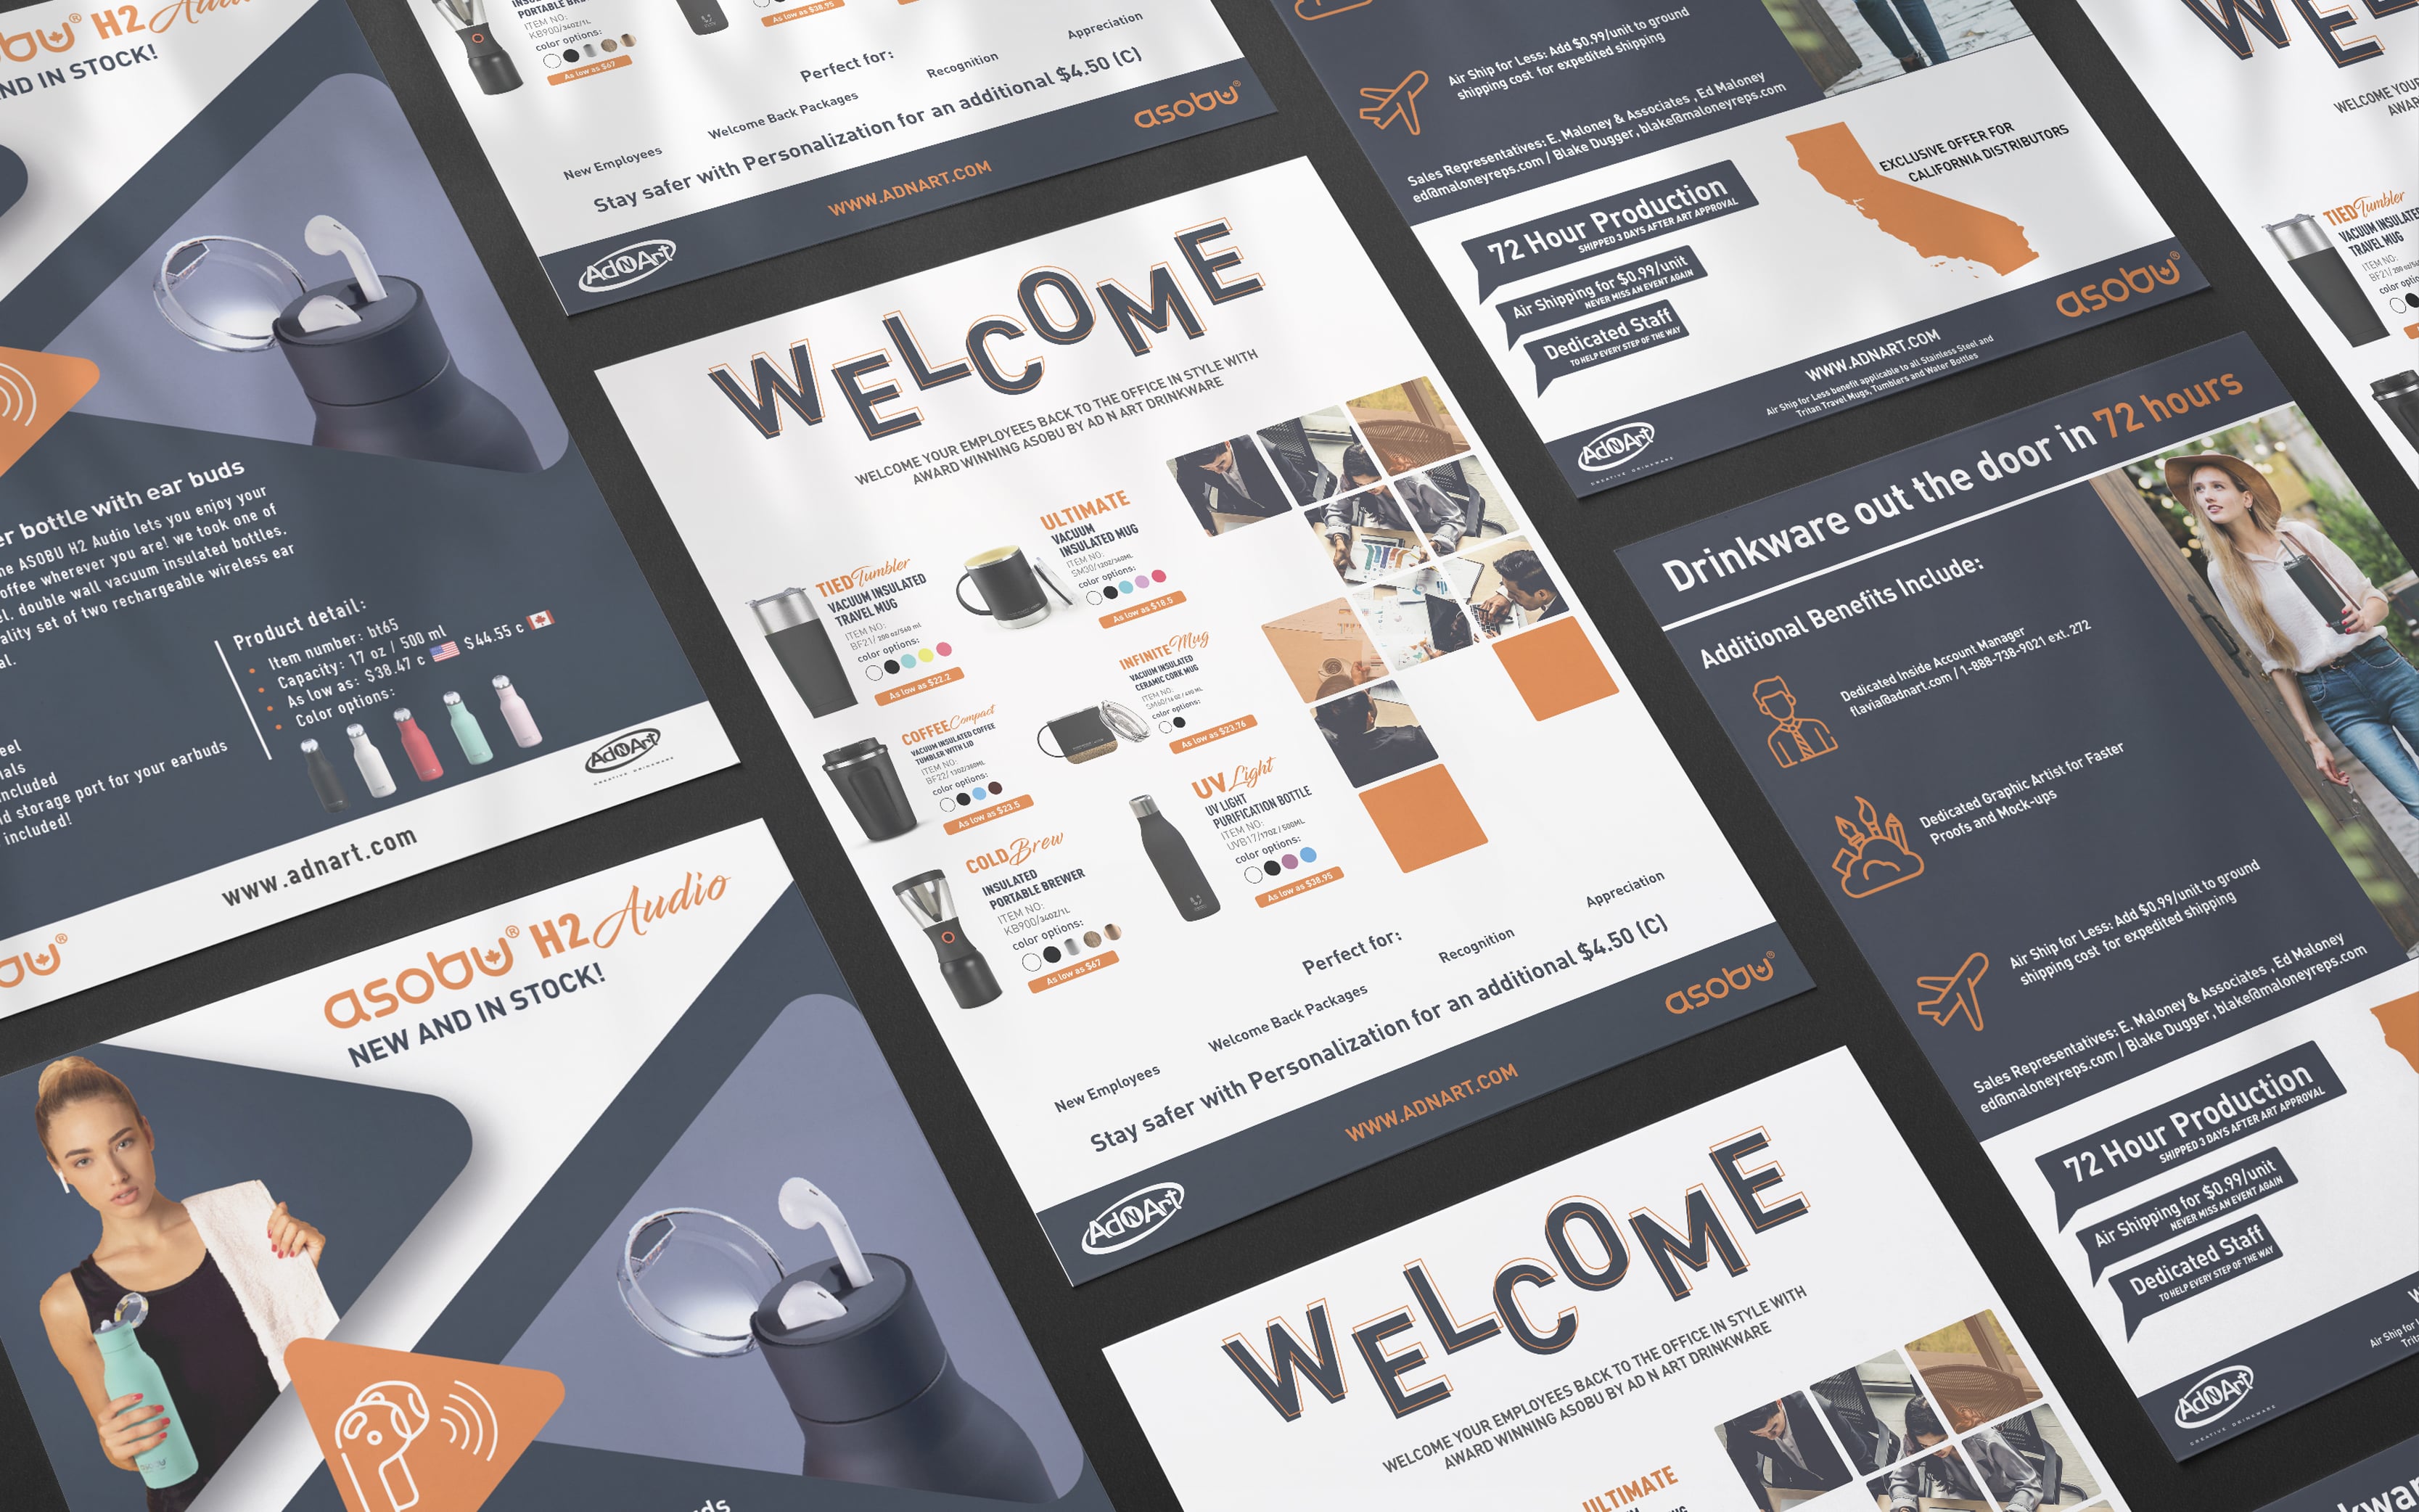 asobu® H2 Audio
AND IN STOCK!
er bottle with ear buds
he ASOBU H2 Audio lets you enjoy your
offee wherever you are! we took one of
el, double wall vacuum insulated bottles.
ality set of two rechargeable wireless ear
al.
Product detail:
Item number: bt65
Capacity: 17 oz / 500 ml
As low as: $38.47 c $44.55 c
Color options:
eel
ials
included
nd storage port for your earbuds
included!
AdNArt
CREATIVE DRINKWARE
www.adnart.com
obu®
asobu® H2 Audio
NEW AND IN STOCK!
asobu
ds
PORTABLE BREWER
ITEM NO:
KB900/34OZ/1L
color options:
As low as $67
As low as $38.95
Perfect for:
New Employees
Welcome Back Packages
Recognition
Appreciation
Stay safer with Personalization for an additional $4.50 (C)
AdNArt
WWW.ADNART.COM
asobu®
WELCOME
WELCOME YOUR EMPLOYEES BACK TO THE OFFICE IN STYLE WITH
AWARD WINNING ASOBU BY AD N ART DRINKWARE
TIED Tumbler
VACUUM INSULATED
TRAVEL MUG
ITEM NO:
BF21/ 200 oz/540 ml
color options:
As low as $22.2
ULTIMATE
VACUUM
INSULATED MUG
ITEM NO:
SM30/12OZ/360ML
color options:
As low as $18.5
COFFEE Compact
VACUUM INSULATED COFFEE
TUMBLER WITH LID
ITEM NO:
BF22/ 13OZ/380ML
color options:
As low as $23.5
INFINITE Mug
VACUUM INSULATED
CERAMIC CORK MUG
ITEM NO:
color options:
As low as $23.76
COLD Brew
INSULATED
PORTABLE BREWER
ITEM NO:
KB900/34OZ/1L
color options:
As low as $67
UV Light
UV LIGHT
PURIFICATION BOTTLE
ITEM NO:
UVB17/17OZ / 500ML
color options:
As low as $38.95
Perfect for:
New Employees
Welcome Back Packages
Recognition
Appreciation
Stay safer with Personalization for an additional $4.50 (C)
AdNArt
WWW.ADNART.COM
asobu®
WELCOME
WELCOME YOUR EMPLOYEES BACK TO THE OFFICE IN STYLE WITH
AWARD WINNING ASOBU BY AD N ART DRINKWARE
ULTIMATE
Air Ship for Less: Add $0.99/unit to ground
shipping cost for expedited shipping
Sales Representatives: E. Maloney & Associates , Ed Maloney
ed@maloneyreps.com / Blake Dugger, blake@maloneyreps.com
72 Hour Production
SHIPPED 3 DAYS AFTER ART APPROVAL
Air Shipping for $0.99/unit
NEVER MISS AN EVENT AGAIN
Dedicated Staff
TO HELP EVERY STEP OF THE WAY
EXCLUSIVE OFFER FOR
CALIFORNIA DISTRIBUTORS
AdNArt
CREATIVE DRINKWARE
WWW.ADNART.COM
Air Ship for Less benefit applicable to all Stainless Steel and
Tritan Travel Mugs, Tumblers and Water Bottles
asobu®
Drinkware out the door in 72 hours
Additional Benefits Include:
Dedicated Inside Account Manager
flavia@adnart.com / 1-888-738-9021 ext. 272
Dedicated Graphic Artist for Faster
Proofs and Mock-ups
Air Ship for Less: Add $0.99/unit to ground
shipping cost for expedited shipping
Sales Representatives: E. Maloney & Associates , Ed Maloney
ed@maloneyreps.com / Blake Dugger, blake@maloneyreps.com
72 Hour Production
SHIPPED 3 DAYS AFTER ART APPROVAL
Air Shipping for $0.99/unit
NEVER MISS AN EVENT AGAIN
Dedicated Staff
TO HELP EVERY STEP OF THE WAY
AdNArt
CREATIVE DRINKWARE
WEL
WELCOME YOUR
AWAR
TIED Tumbler
VACUUM INSULATE
TRAVEL MUG
ITEM NO:
color optio